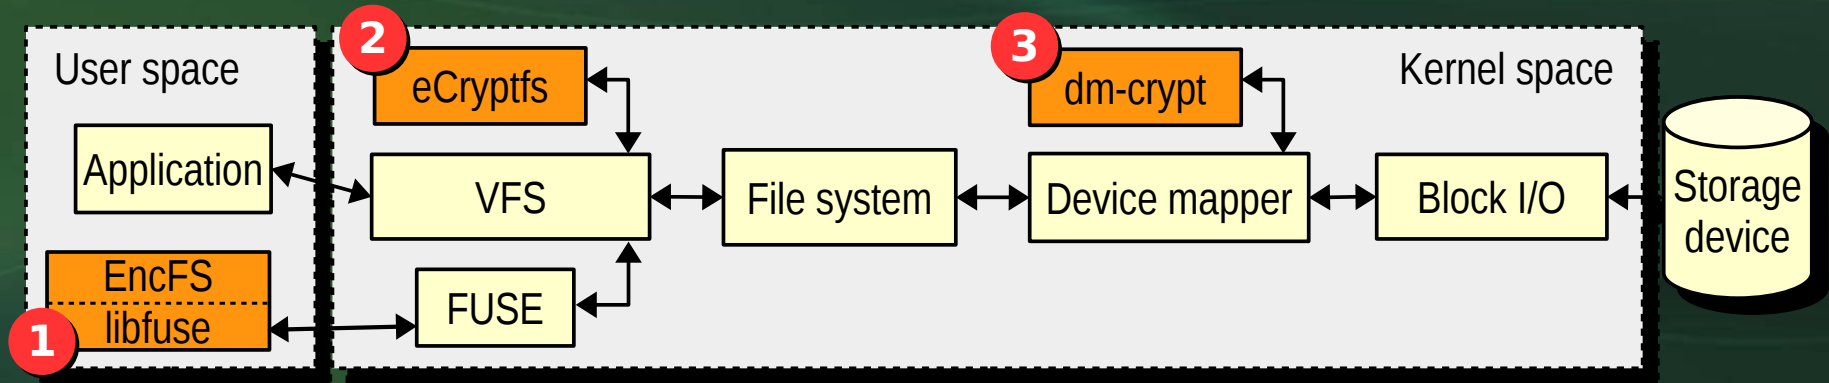 User space
2
eCryptfs
3
dm-crypt
Kernel space
Application
VFS
File system
Device mapper
Block I/O
Storage
device
EncFS
libfuse
1
FUSE